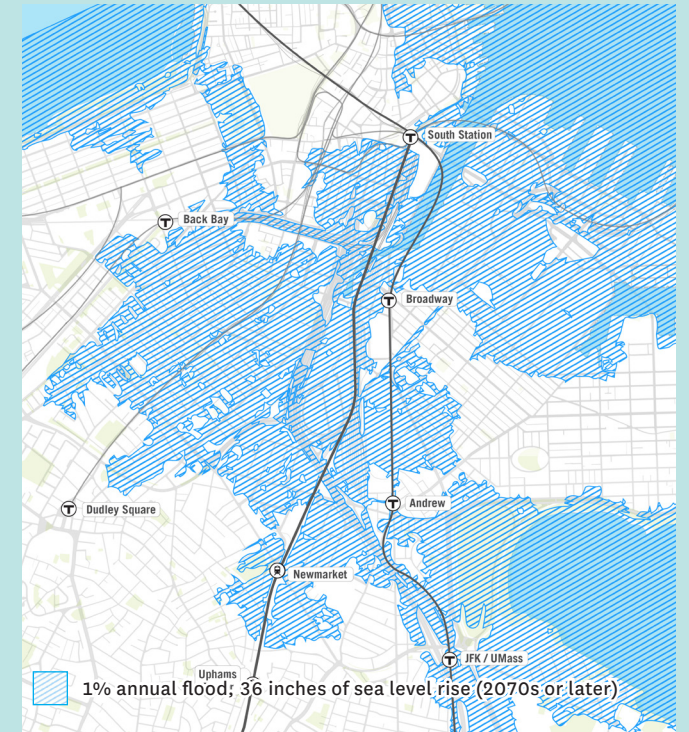 South Station
Back Bay
Broadway
Dudley Square
Andrew
Newmarket
JFK / UMass
Uphams
1% annual flood, 36 inches of sea level rise (2070s or later)